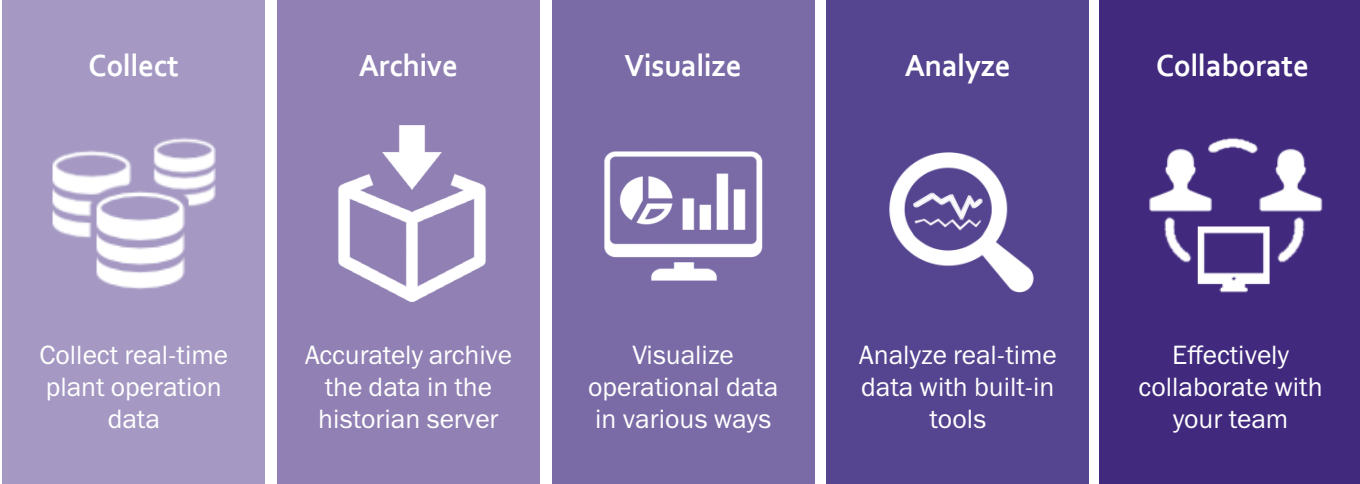 Collect
Collect real-time
plant operation
data
Archive
Accurately archive
the data in the
historian server
Visualize
Visualize
operational data
in various ways
Analyze
Analyze real-time
data with built-in
tools
Collaborate
Effectively
collaborate with
your team